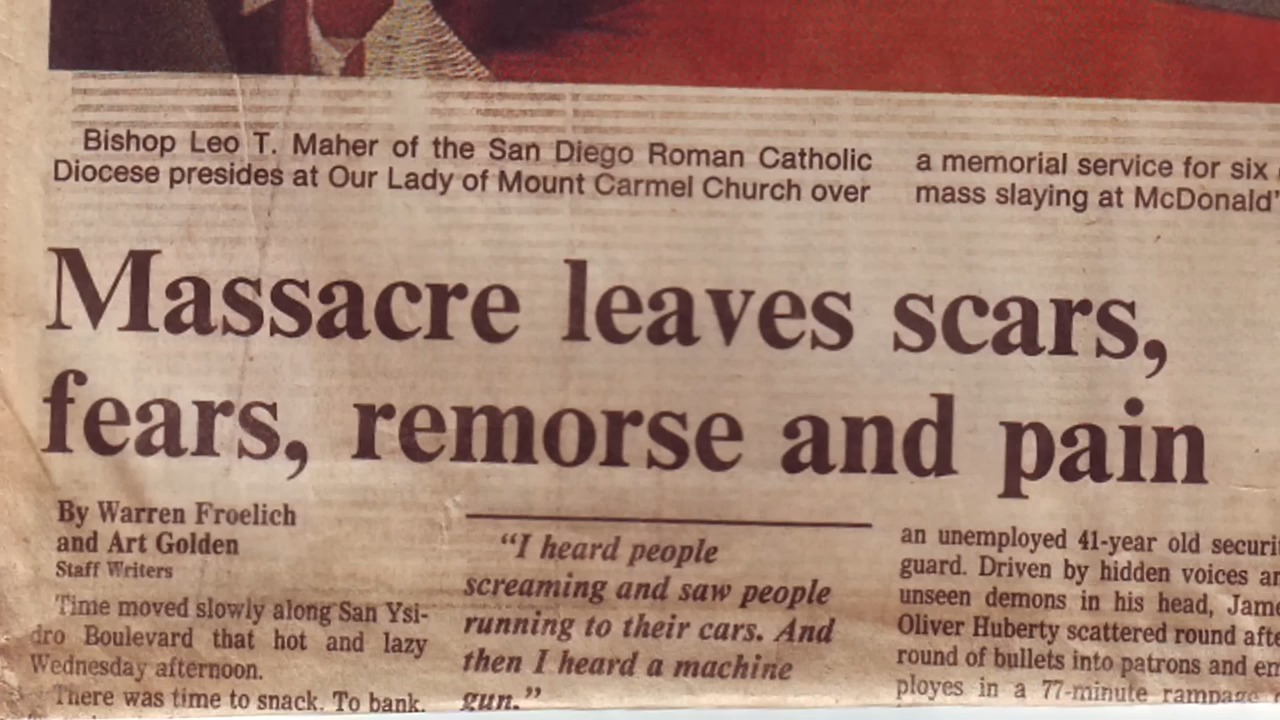 Bishop Leo T. Maher of the San Diego Roman Catholic
Diocese presides at Our Lady of Mount Carmel Church over
a memorial service for six
mass slaying at McDonald'
Massacre leaves scars,
fears, remorse and pain
By Warren Froelich
and Art Golden
Staff Writers
Time moved slowly along San Ysi-
dro Boulevard that hot and lazy
Wednesday afternoon.
There was time to snack. To bank.
“I heard people
screaming and saw people
running to their cars. And
then I heard a machine
gun.”
an unemployed 41-year old securi
guard. Driven by hidden voices an
unseen demons in his head, Jame
Oliver Huberty scattered round afte
round of bullets into patrons and em
ployes in a 77-minute rampage